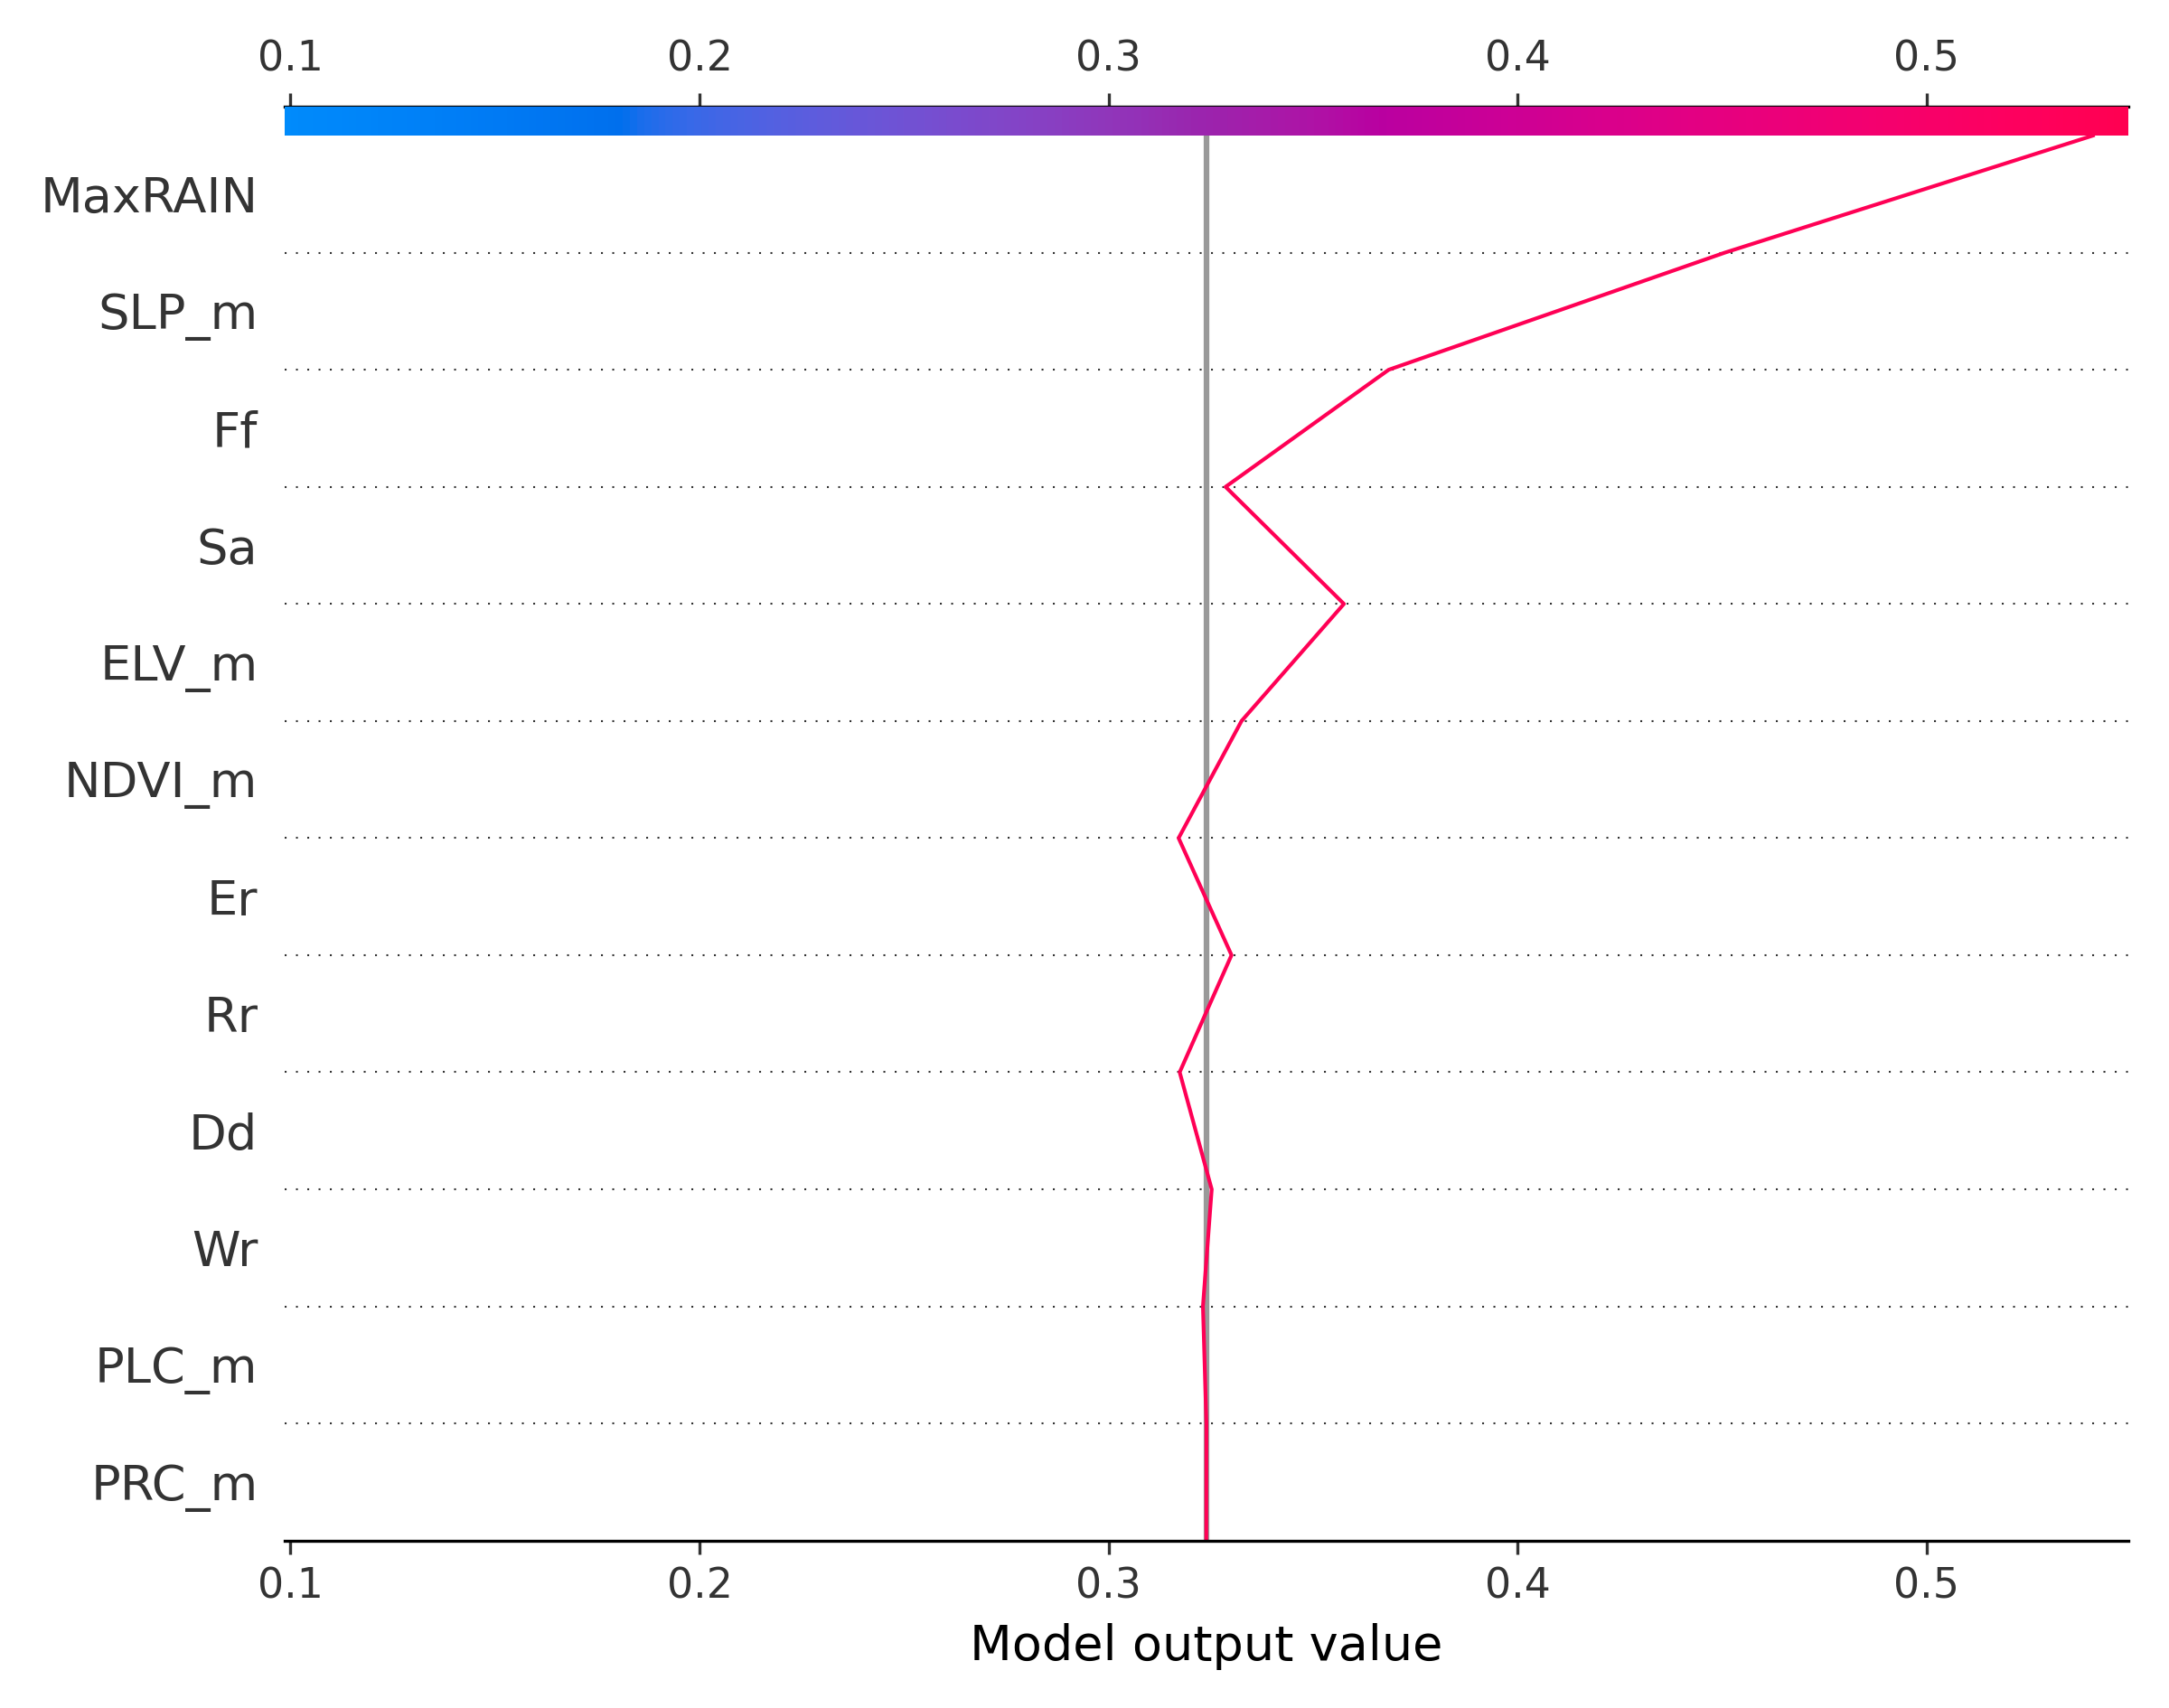 0.1 0.2 0.3 0.4 0.5
MaxRAIN
SLP_m
Ff
Sa
ELV_m
NDVI_m
Er
Rr
Dd
Wr
PLC_m
PRC_m
0.1 0.2 0.3 0.4 0.5
Model output value